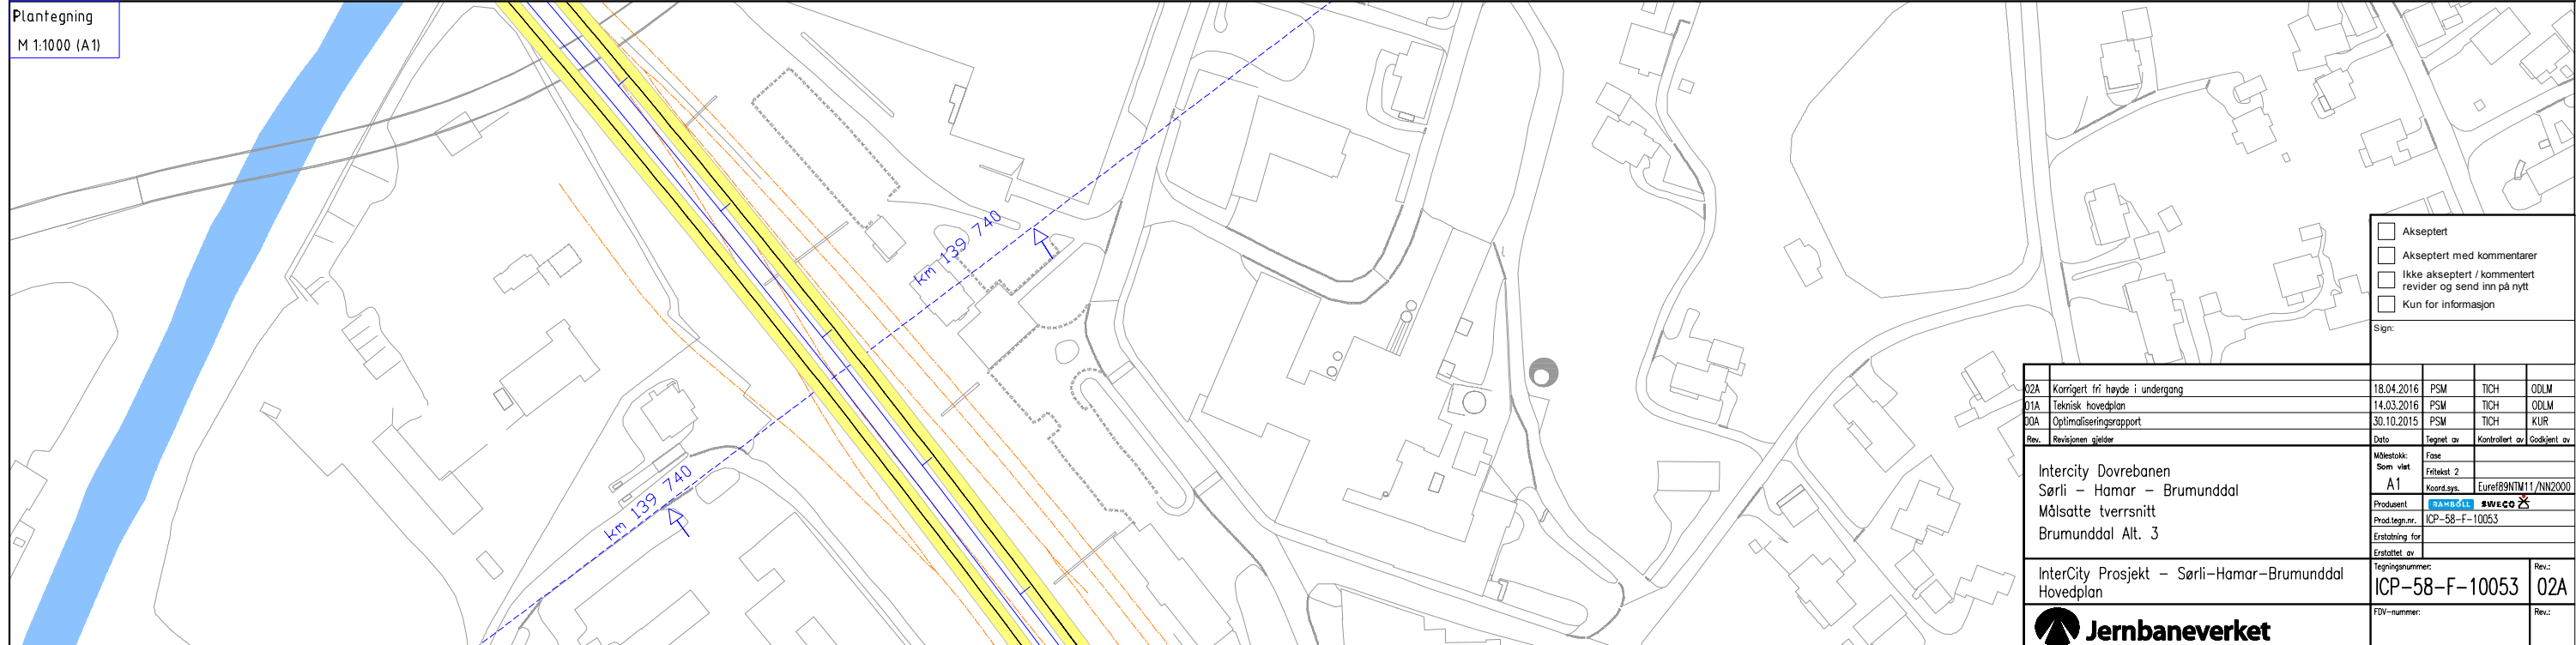 Plantegning
M 1:1000 (A1)
km 139 740
km 139 740
Akseptert
Akseptert med kommentarer
Ikke akseptert / kommentert
revider og send inn på nytt
Kun for informasjon
Sign:
02A Korrigert fri høyde i undergang 18.04.2016 PSM TICH ODLM
01A Teknisk hovedplan 14.03.2016 PSM TICH ODLM
00A Optimaliseringsrapport 30.10.2015 PSM TICH KUR
Rev. Revisjonen gjelder Dato Tegnet av Kontrollert av Godkjent av
Intercity Dovrebanen
Sørli - Hamar - Brumunddal
Målsatte tverrsnitt
Brumunddal Alt. 3
Målestokk: Fase
Som vist Fritekst 2
A1 Koord.sys. Euref89NTM11/NN2000
Produsent RAMBOLL SWECO
Prod.tegn.nr. ICP-58-F-10053
Erstatning for
Erstattet av
InterCity Prosjekt - Sørli-Hamar-Brumunddal
Hovedplan
Tegningsnummer: Rev.:
ICP-58-F-10053 02A
FDV-nummer: Rev.:
Jernbaneverket